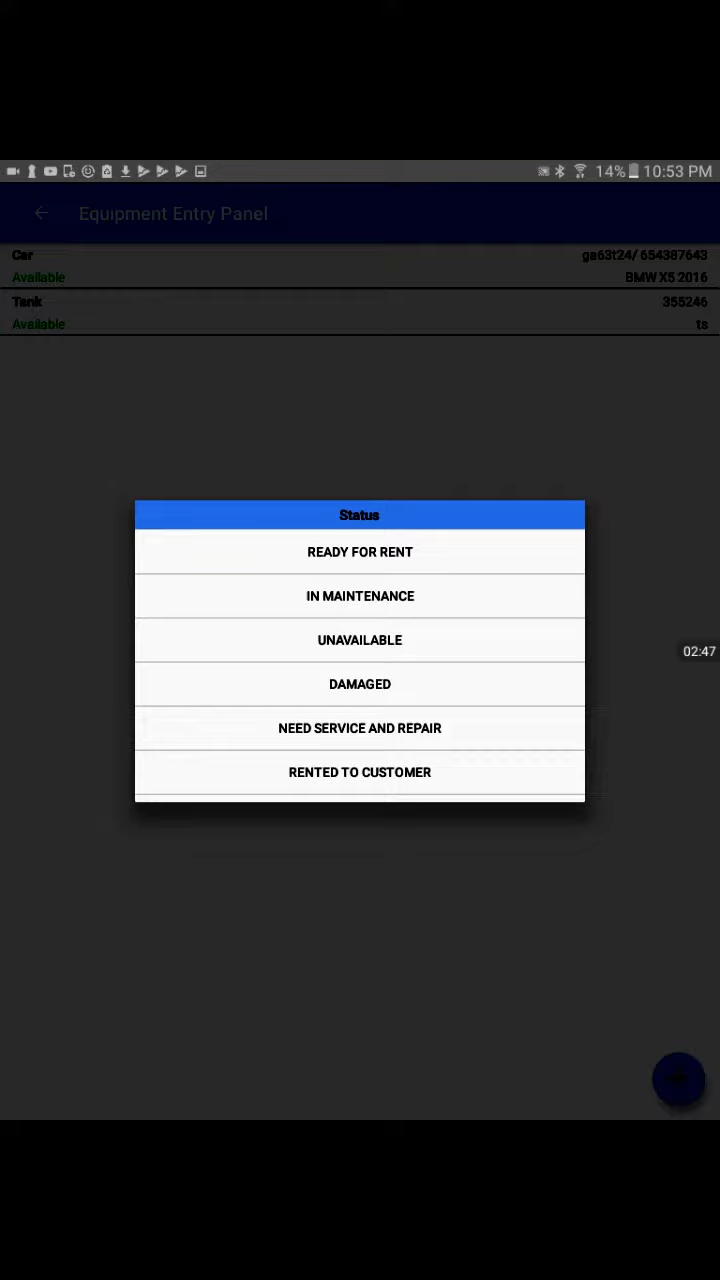 14% 10:53 PM
Equipment Entry Panel
Car ga63t24/ 654387643
Available BMW X5 2016
Tank 355246
Available ts
Status
READY FOR RENT
IN MAINTENANCE
UNAVAILABLE
02:47
DAMAGED
NEED SERVICE AND REPAIR
RENTED TO CUSTOMER